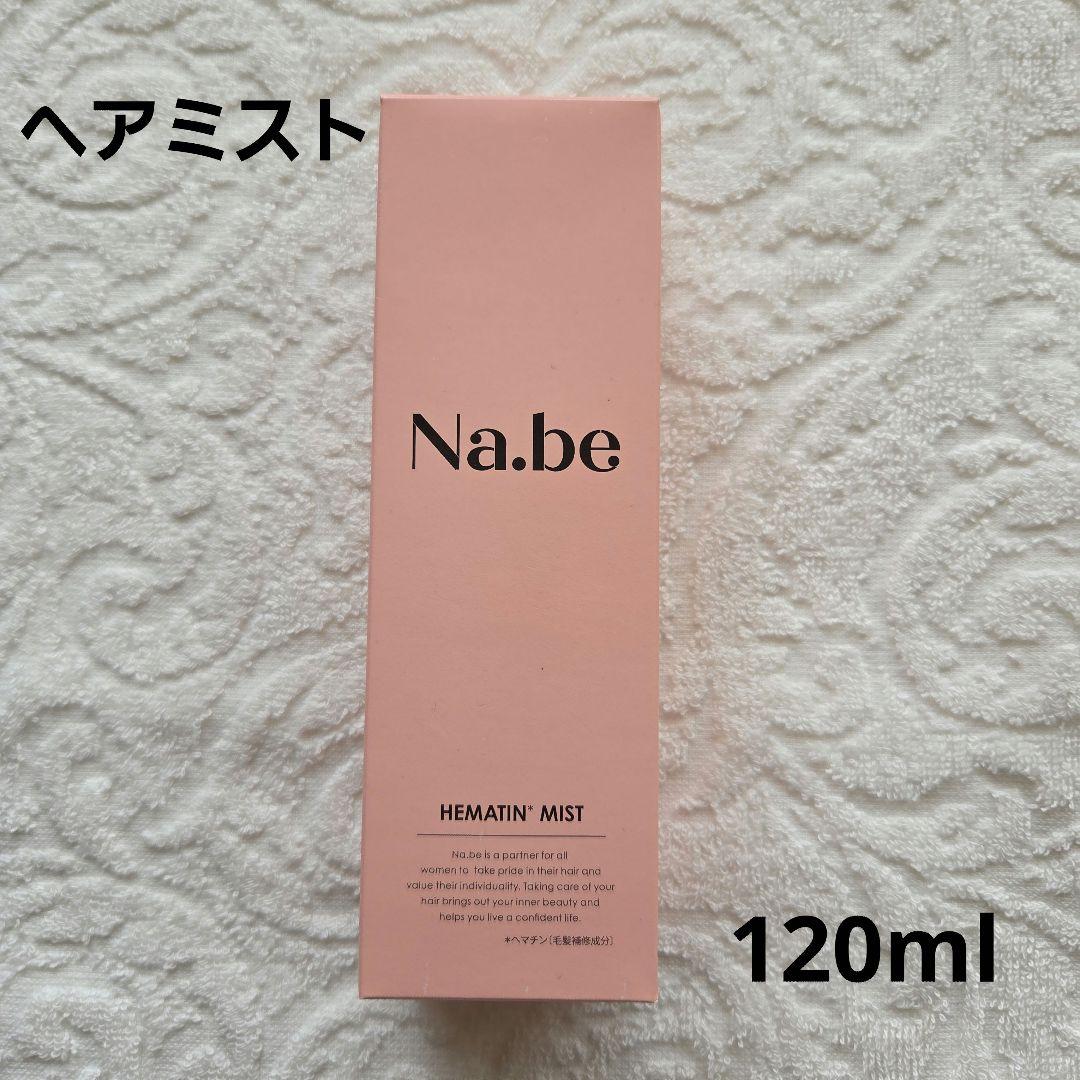 ヘアミスト
Na.be
HEMATIN* MIST
Na.be is a partner for all
women to take pride in their hair and
value their individuality. Taking care of your
hair brings out your inner beauty and
helps you live a confident life.
*ヘマチン〔毛髪補修成分〕
120ml